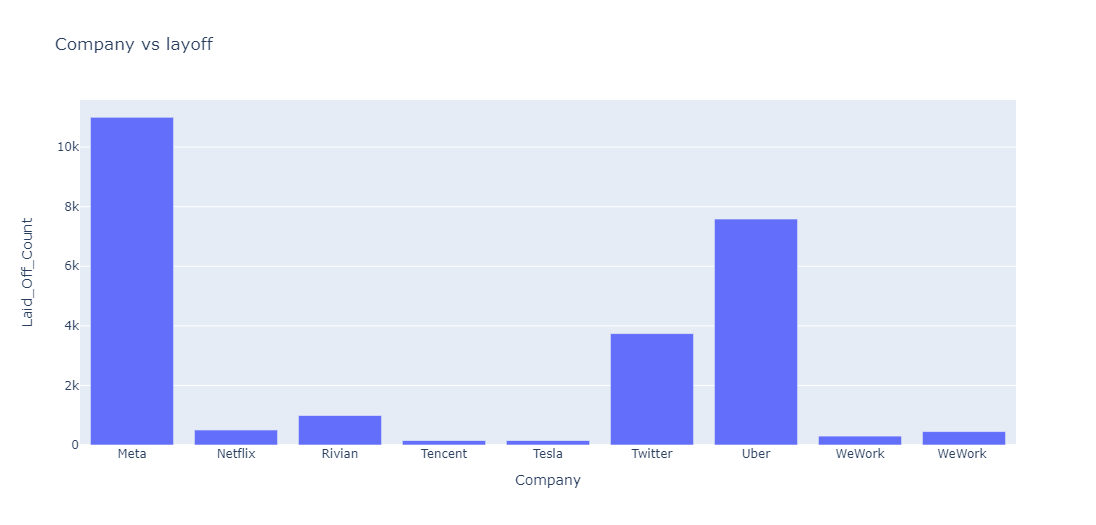 Company vs layoff
10k
8k
6k
4k
2k
0
Laid_Off_Count
Meta Netflix Rivian Tencent Tesla Twitter Uber WeWork WeWork
Company